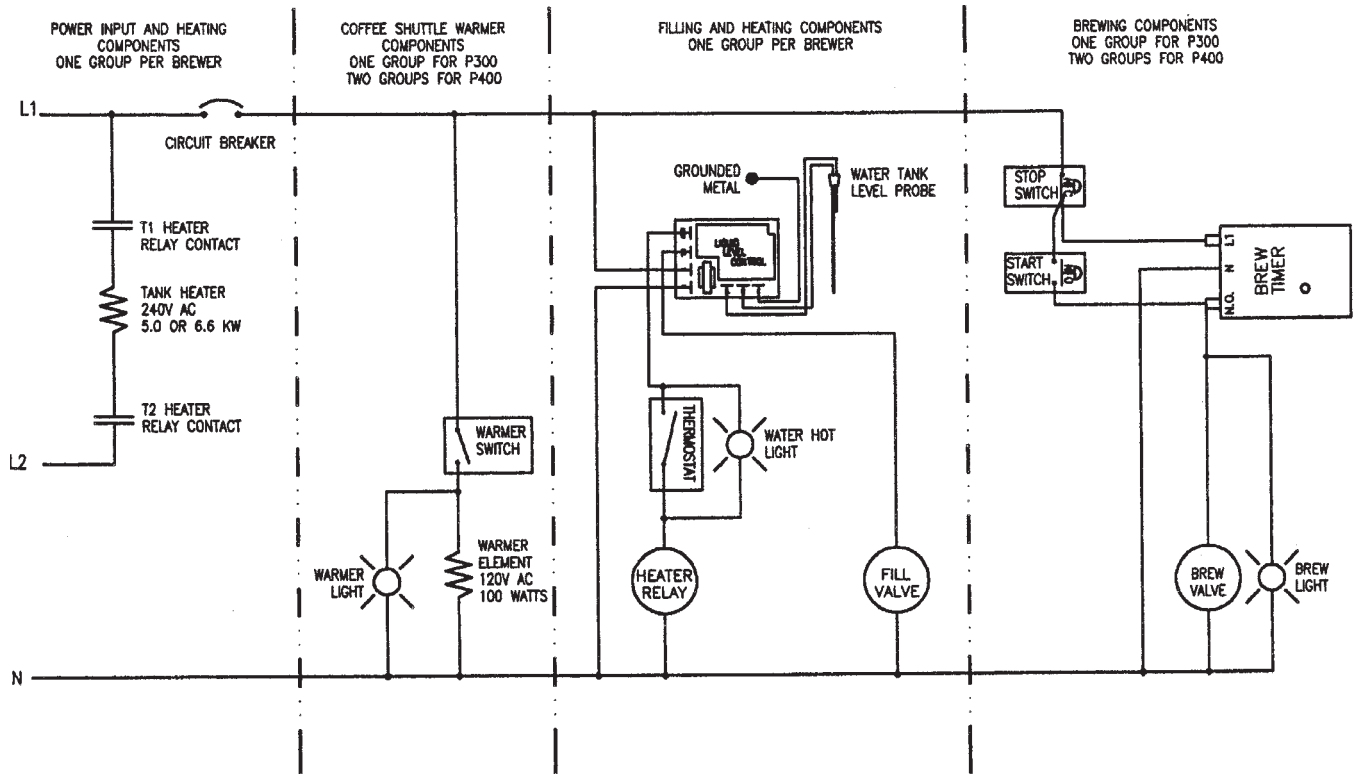 POWER INPUT AND HEATING
COMPONENTS
ONE GROUP PER BREWER
COFFEE SHUTTLE WARMER
COMPONENTS
ONE GROUP FOR P300
TWO GROUPS FOR P400
FILLING AND HEATING COMPONENTS
ONE GROUP PER BREWER
BREWING COMPONENTS
ONE GROUP FOR P300
TWO GROUPS FOR P400
L1
CIRCUIT BREAKER
T1 HEATER
RELAY CONTACT
TANK HEATER
240V AC
5.0 OR 6.6 KW
T2 HEATER
RELAY CONTACT
L2
N
WARMER
SWITCH
WARMER
LIGHT
WARMER
ELEMENT
120V AC
100 WATTS
GROUNDED
METAL
WATER TANK
LEVEL PROBE
LIQUID
LEVEL
CONTROL
THERMOSTAT
WATER HOT
LIGHT
HEATER
RELAY
FILL
VALVE
STOP
SWITCH
N.C.
START
SWITCH
N.O.
L1
N
N.O.
BREW
TIMER
BREW
VALVE
BREW
LIGHT